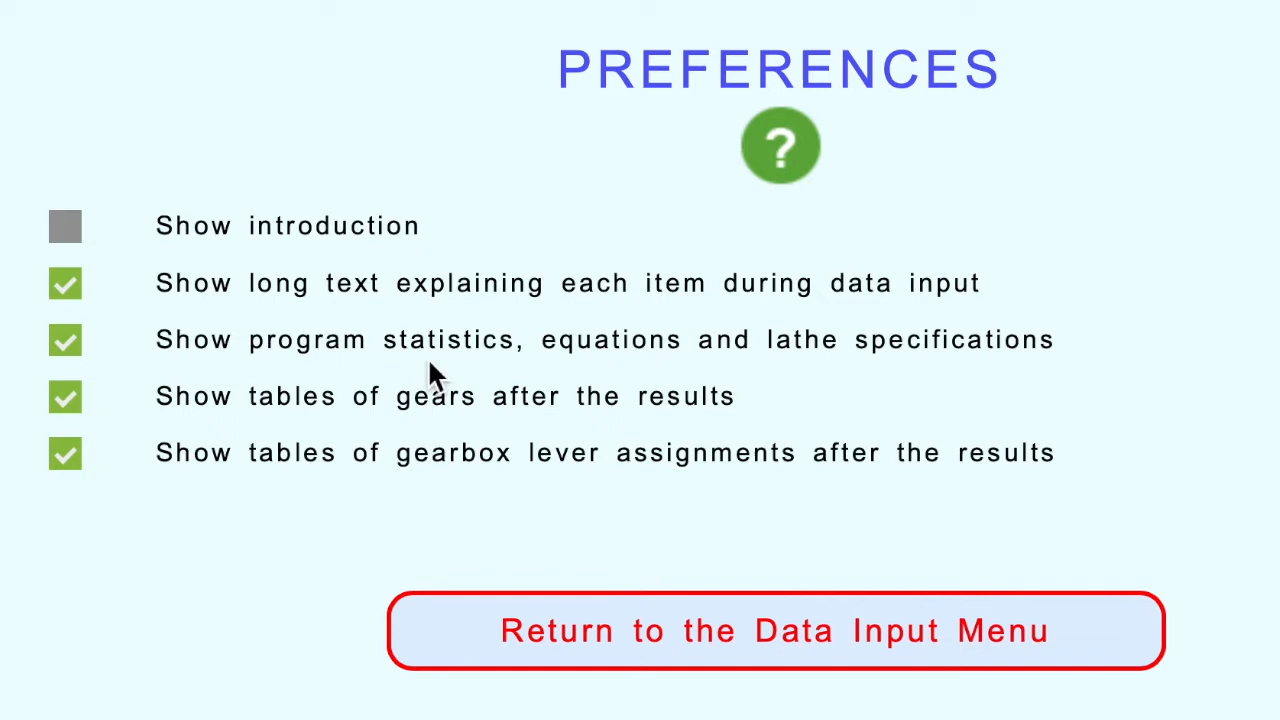 PREFERENCES
?
Show introduction
Show long text explaining each item during data input
Show program statistics, equations and lathe specifications
Show tables of gears after the results
Show tables of gearbox lever assignments after the results
Return to the Data Input Menu